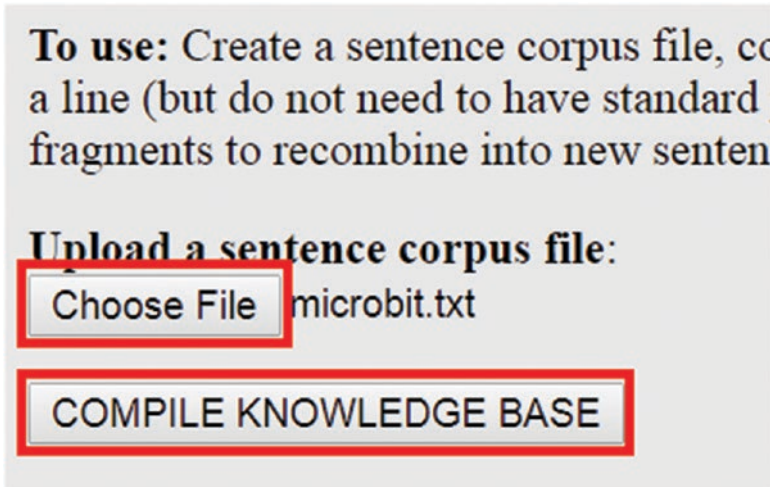 To use: Create a sentence corpus file, co
a line (but do not need to have standard
fragments to recombine into new senten
Upload a sentence corpus file:
Choose File microbit.txt
COMPILE KNOWLEDGE BASE